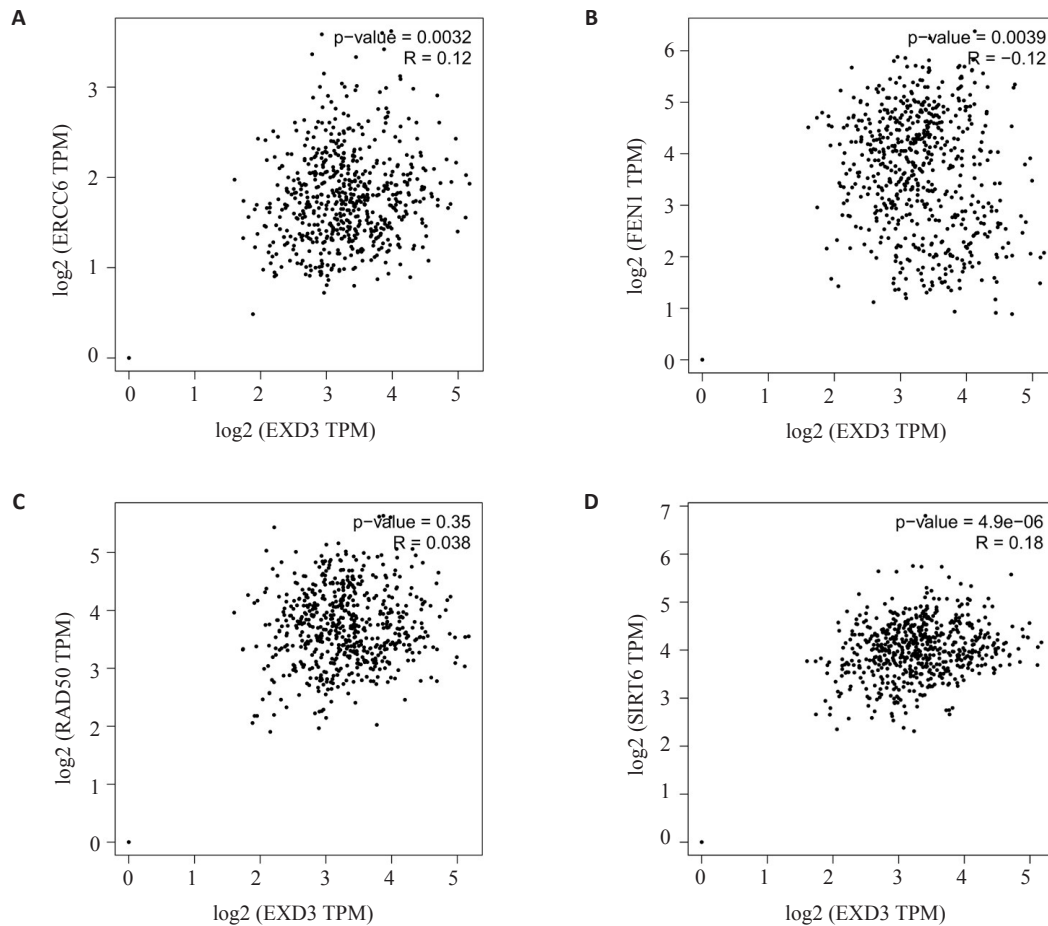 A
p-value = 0.0032
R = 0.12
3
2
1
0
log2 (ERCC6 TPM)
0 1 2 3 4 5
log2 (EXD3 TPM)
B
p-value = 0.0039
R = −0.12
6
5
4
3
2
1
0
log2 (FEN1 TPM)
0 1 2 3 4 5
log2 (EXD3 TPM)
C
p-value = 0.35
R = 0.038
5
4
3
2
1
0
log2 (RAD50 TPM)
0 1 2 3 4 5
log2 (EXD3 TPM)
D
p-value = 4.9e-06
R = 0.18
7
6
5
4
3
2
1
0
log2 (SIRT6 TPM)
0 1 2 3 4 5
log2 (EXD3 TPM)